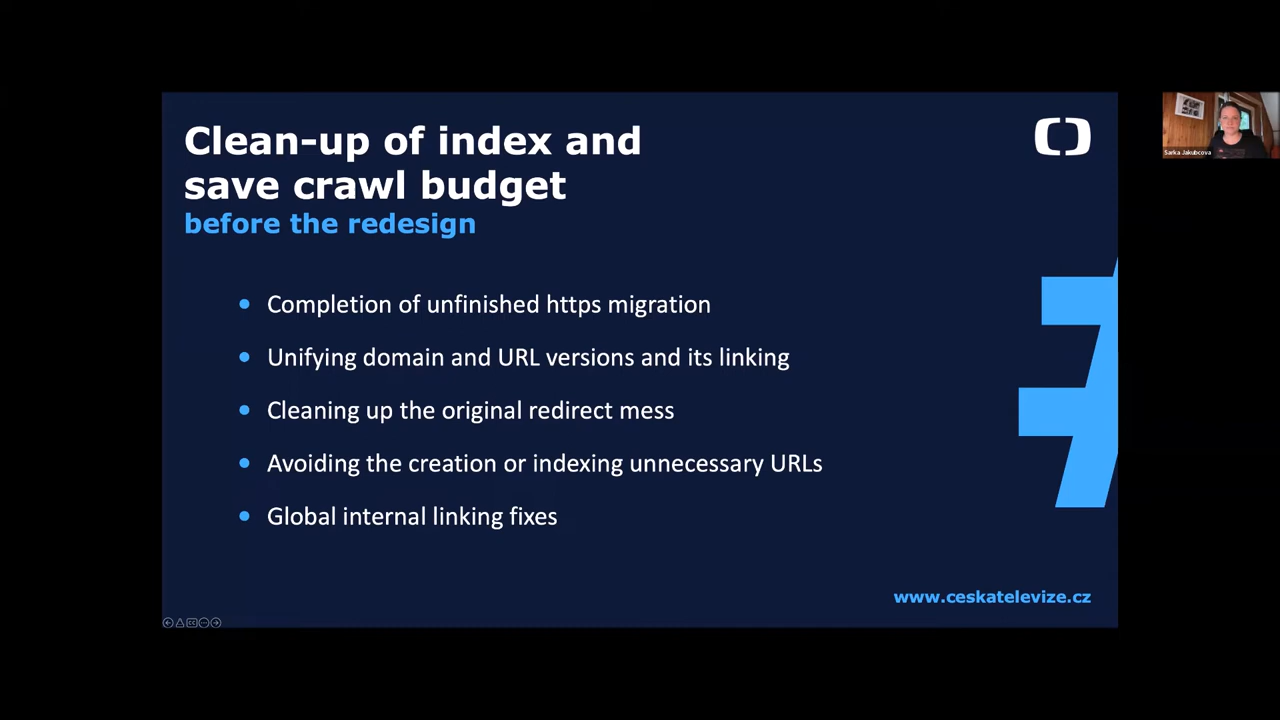 Clean-up of index and
save crawl budget
before the redesign
Completion of unfinished https migration
Unifying domain and URL versions and its linking
Cleaning up the original redirect mess
Avoiding the creation or indexing unnecessary URLs
Global internal linking fixes
www.ceskatelevize.cz
Sarka Jakubcova